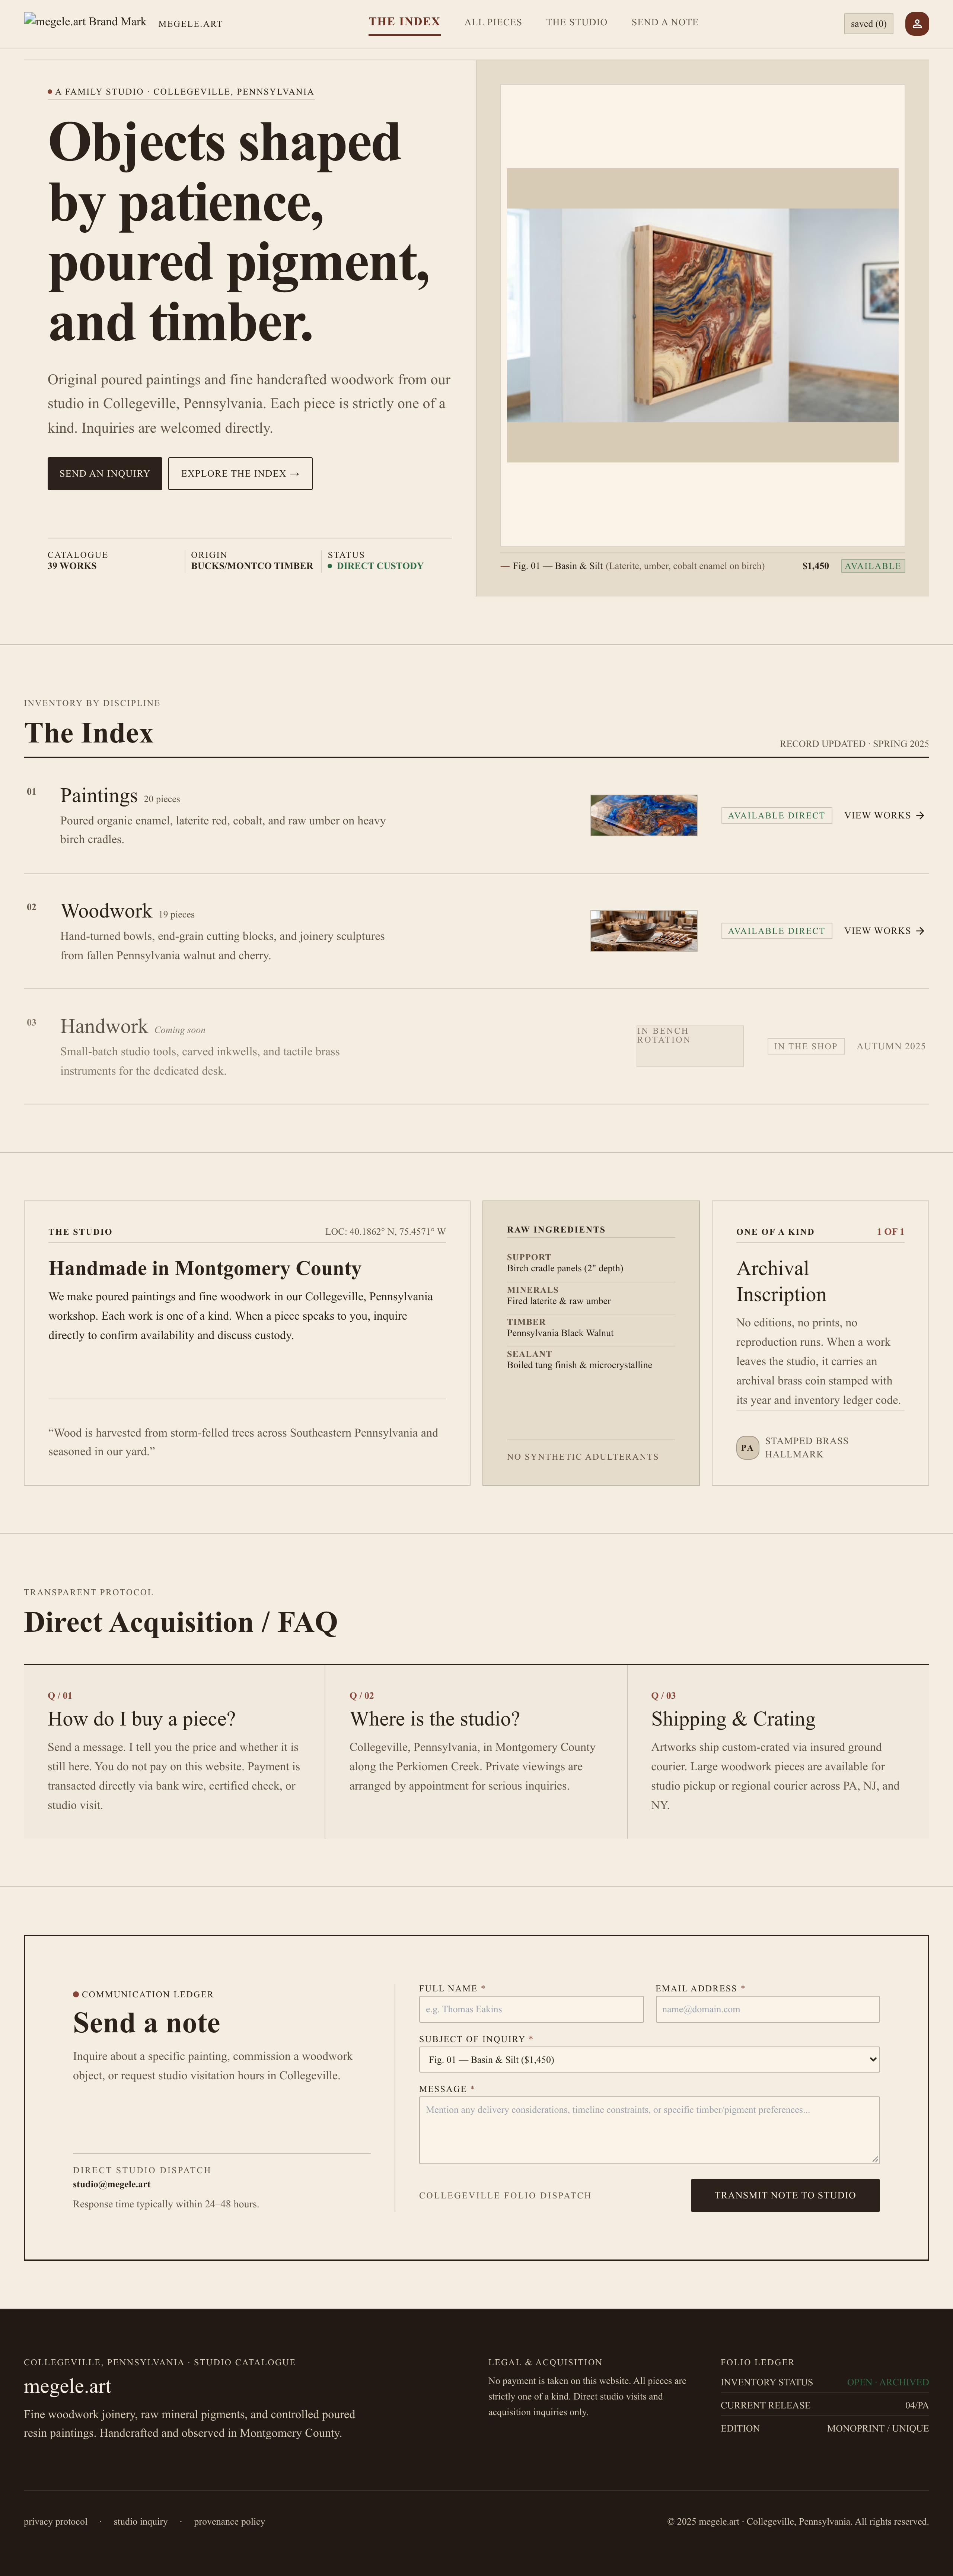 megele.art Brand Mark
MEGELE.ART
THE INDEX
ALL PIECES
THE STUDIO
SEND A NOTE
saved (0)
A FAMILY STUDIO · COLLEGEVILLE, PENNSYLVANIA
Objects shaped
by patience,
poured pigment,
and timber.
Original poured paintings and fine handcrafted woodwork from our
studio in Collegeville, Pennsylvania. Each piece is strictly one of a
kind. Inquiries are welcomed directly.
SEND AN INQUIRY
EXPLORE THE INDEX →
CATALOGUE
39 WORKS
ORIGIN
BUCKS/MONTCO TIMBER
STATUS
DIRECT CUSTODY
— Fig. 01 — Basin & Silt (Laterite, umber, cobalt enamel on birch)
$1,450
AVAILABLE
INVENTORY BY DISCIPLINE
The Index
RECORD UPDATED · SPRING 2025
01
Paintings 20 pieces
Poured organic enamel, laterite red, cobalt, and raw umber on heavy
birch cradles.
AVAILABLE DIRECT
VIEW WORKS →
02
Woodwork 19 pieces
Hand-turned bowls, end-grain cutting blocks, and joinery sculptures
from fallen Pennsylvania walnut and cherry.
AVAILABLE DIRECT
VIEW WORKS →
03
Handwork Coming soon
Small-batch studio tools, carved inkwells, and tactile brass
instruments for the dedicated desk.
IN BENCH
ROTATION
IN THE SHOP
AUTUMN 2025
THE STUDIO
LOC: 40.1862° N, 75.4571° W
Handmade in Montgomery County
We make poured paintings and fine woodwork in our Collegeville, Pennsylvania
workshop. Each work is one of a kind. When a piece speaks to you, inquire
directly to confirm availability and discuss custody.
“Wood is harvested from storm-felled trees across Southeastern Pennsylvania and
seasoned in our yard.”
RAW INGREDIENTS
SUPPORT
Birch cradle panels (2" depth)
MINERALS
Fired laterite & raw umber
TIMBER
Pennsylvania Black Walnut
SEALANT
Boiled tung finish & microcrystalline
NO SYNTHETIC ADULTERANTS
ONE OF A KIND
1 OF 1
Archival
Inscription
No editions, no prints, no
reproduction runs. When a work
leaves the studio, it carries an
archival brass coin stamped with
its year and inventory ledger code.
PA
STAMPED BRASS
HALLMARK
TRANSPARENT PROTOCOL
Direct Acquisition / FAQ
Q / 01
How do I buy a piece?
Send a message. I tell you the price and whether it is
still here. You do not pay on this website. Payment is
transacted directly via bank wire, certified check, or
studio visit.
Q / 02
Where is the studio?
Collegeville, Pennsylvania, in Montgomery County
along the Perkiomen Creek. Private viewings are
arranged by appointment for serious inquiries.
Q / 03
Shipping & Crating
Artworks ship custom-crated via insured ground
courier. Large woodwork pieces are available for
studio pickup or regional courier across PA, NJ, and
NY.
COMMUNICATION LEDGER
Send a note
Inquire about a specific painting, commission a woodwork
object, or request studio visitation hours in Collegeville.
DIRECT STUDIO DISPATCH
studio@megele.art
Response time typically within 24–48 hours.
FULL NAME *
e.g. Thomas Eakins
EMAIL ADDRESS *
name@domain.com
SUBJECT OF INQUIRY *
Fig. 01 — Basin & Silt ($1,450)
MESSAGE *
Mention any delivery considerations, timeline constraints, or specific timber/pigment preferences...
COLLEGEVILLE FOLIO DISPATCH
TRANSMIT NOTE TO STUDIO
COLLEGEVILLE, PENNSYLVANIA · STUDIO CATALOGUE
megele.art
Fine woodwork joinery, raw mineral pigments, and controlled poured
resin paintings. Handcrafted and observed in Montgomery County.
LEGAL & ACQUISITION
No payment is taken on this website. All pieces are
strictly one of a kind. Direct studio visits and
acquisition inquiries only.
FOLIO LEDGER
INVENTORY STATUS
OPEN · ARCHIVED
CURRENT RELEASE
04/PA
EDITION
MONOPRINT / UNIQUE
privacy protocol · studio inquiry · provenance policy
© 2025 megele.art · Collegeville, Pennsylvania. All rights reserved.